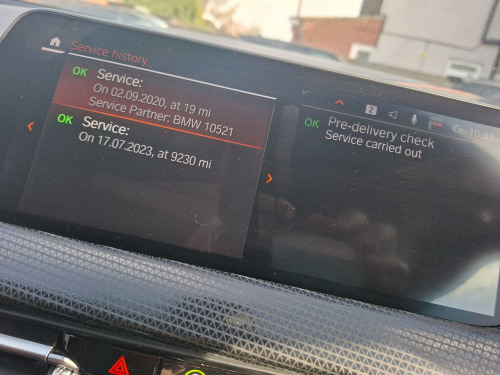 Service history
OK Service:
On 02.09.2020, at 19 mi
Service Partner: BMW 10521
OK Service:
On 17.07.2023, at 9230 mi
2
OK Pre-delivery check
Service carried out